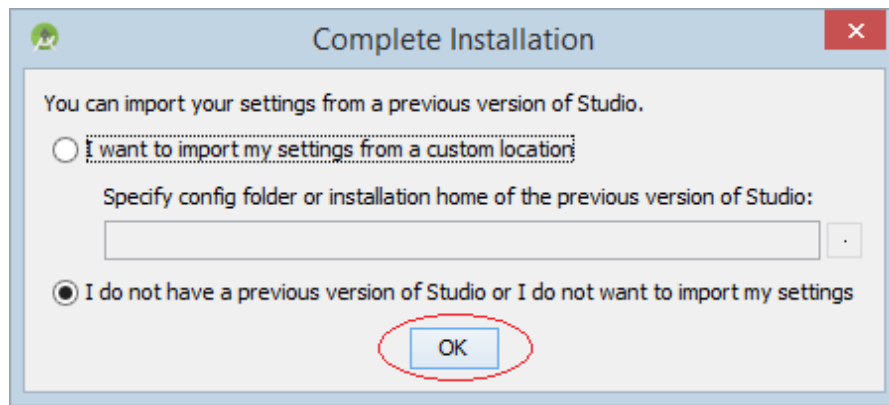 Complete Installation
You can import your settings from a previous version of Studio.
I want to import my settings from a custom location
Specify config folder or installation home of the previous version of Studio:
.
I do not have a previous version of Studio or I do not want to import my settings
OK